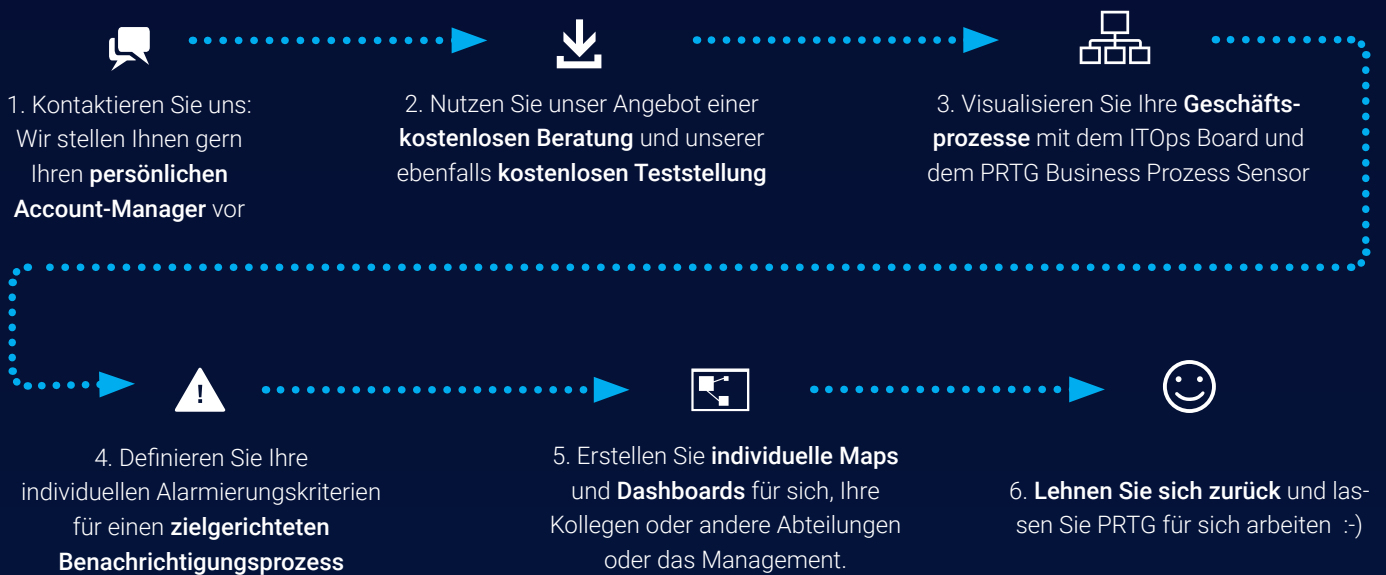 1. Kontaktieren Sie uns:
Wir stellen Ihnen gern
Ihren persönlichen
Account-Manager vor
2. Nutzen Sie unser Angebot einer
kostenlosen Beratung und unserer
ebenfalls kostenlosen Teststellung
3. Visualisieren Sie Ihre Geschäfts-
prozesse mit dem ITOps Board und
dem PRTG Business Prozess Sensor
4. Definieren Sie Ihre
individuellen Alarmierungskriterien
für einen zielgerichteten
Benachrichtigungsprozess
5. Erstellen Sie individuelle Maps
und Dashboards für sich, Ihre
Kollegen oder andere Abteilungen
oder das Management.
6. Lehnen Sie sich zurück und las-
sen Sie PRTG für sich arbeiten :-)